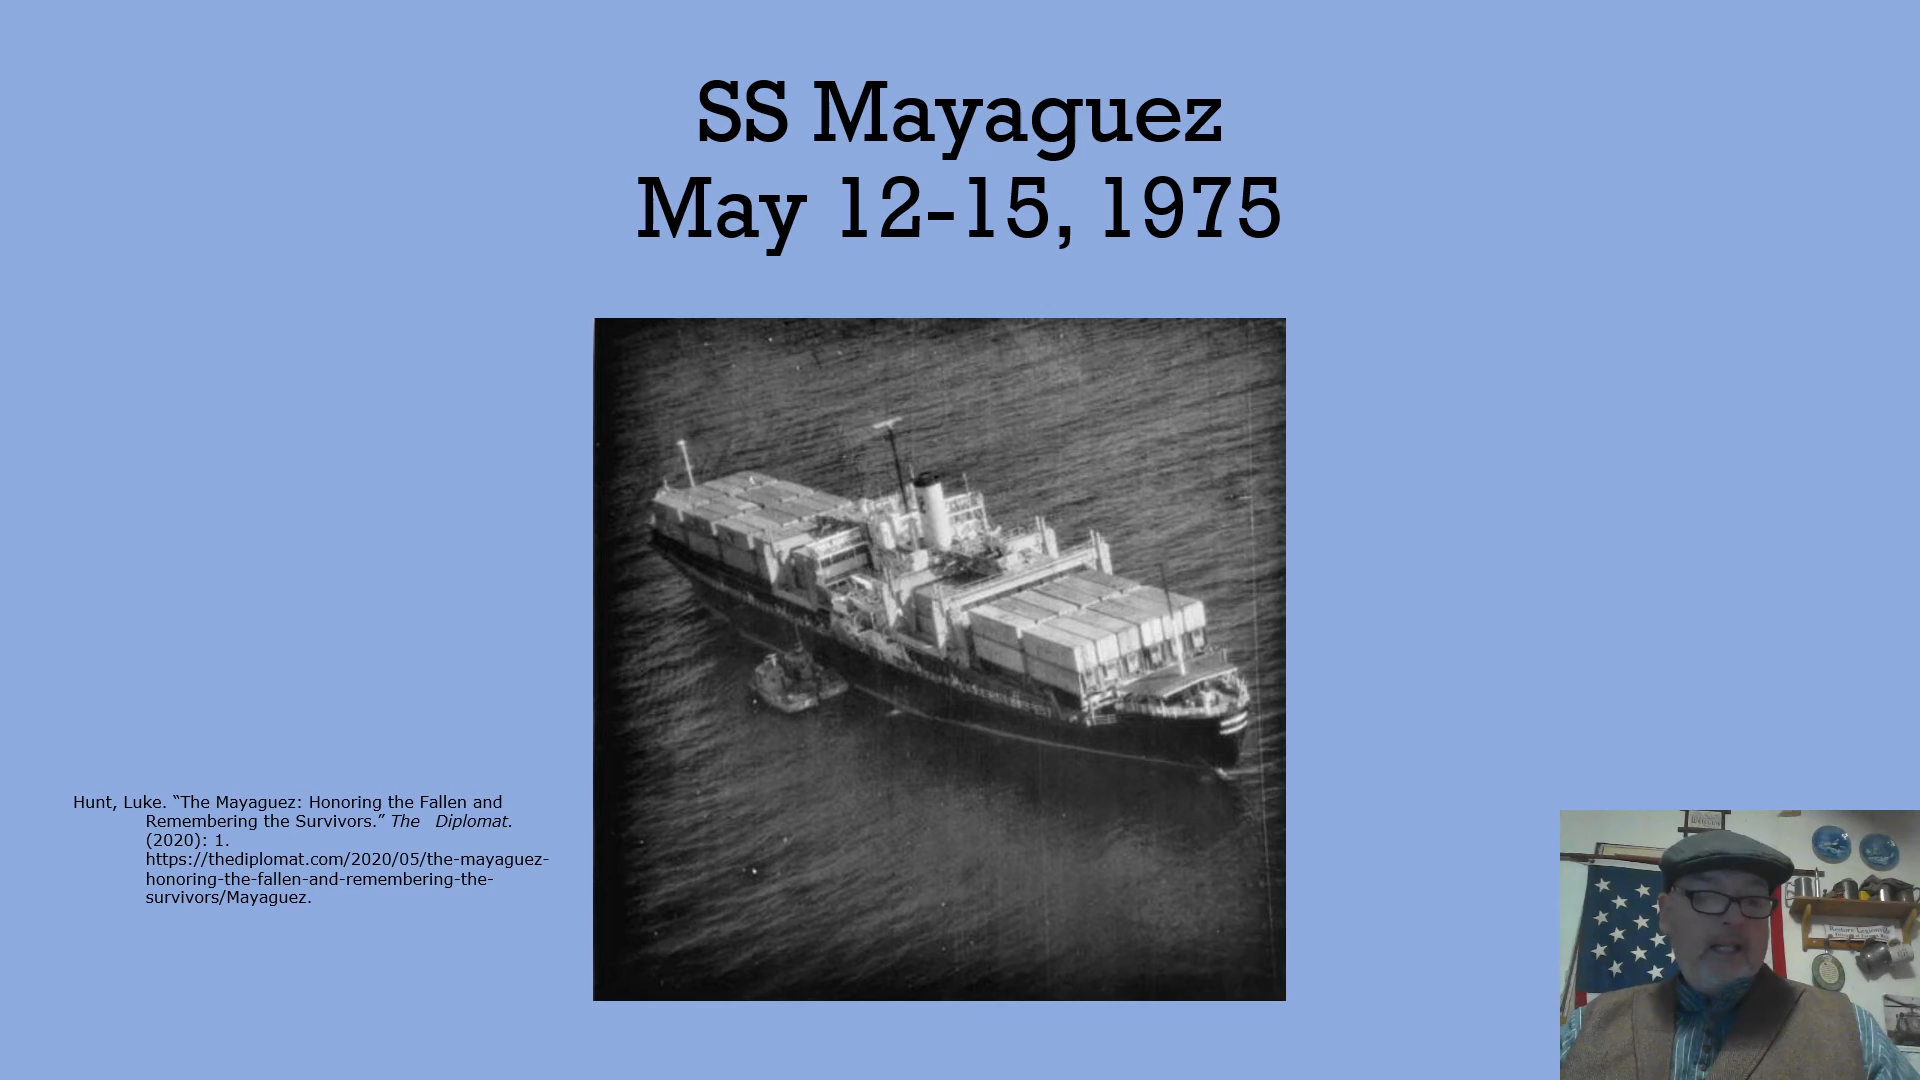 SS Mayaguez
May 12-15, 1975
Hunt, Luke. “The Mayaguez: Honoring the Fallen and
Remembering the Survivors.” The Diplomat.
(2020): 1.
https://thediplomat.com/2020/05/the-mayaguez-
honoring-the-fallen-and-remembering-the-
survivors/Mayaguez.